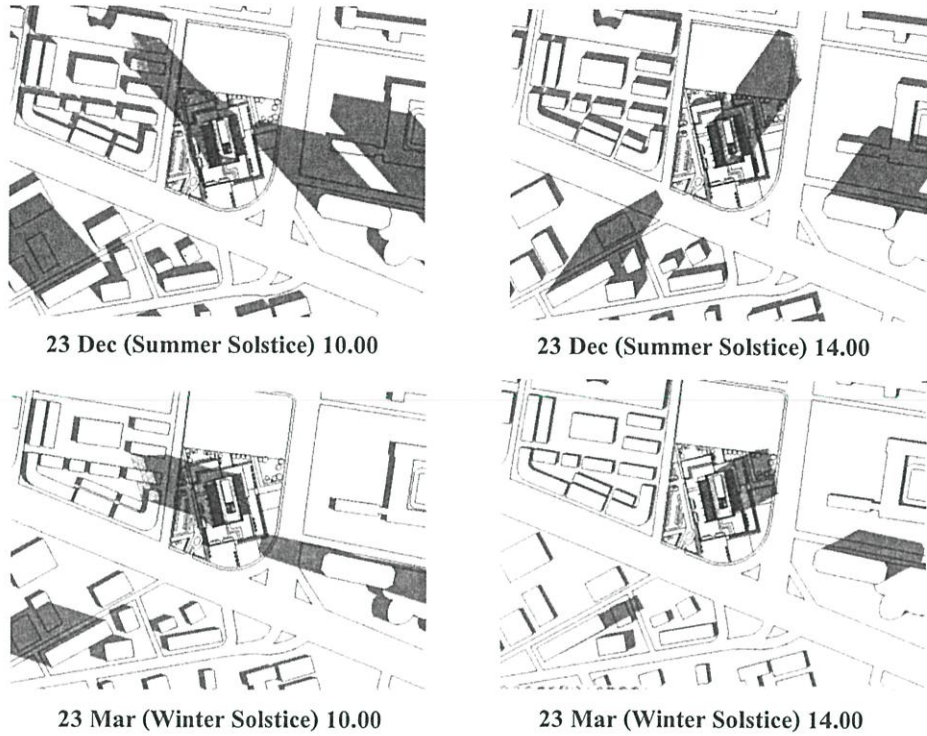 23 Dec (Summer Solstice) 10.00
23 Dec (Summer Solstice) 14.00
23 Mar (Winter Solstice) 10.00
23 Mar (Winter Solstice) 14.00